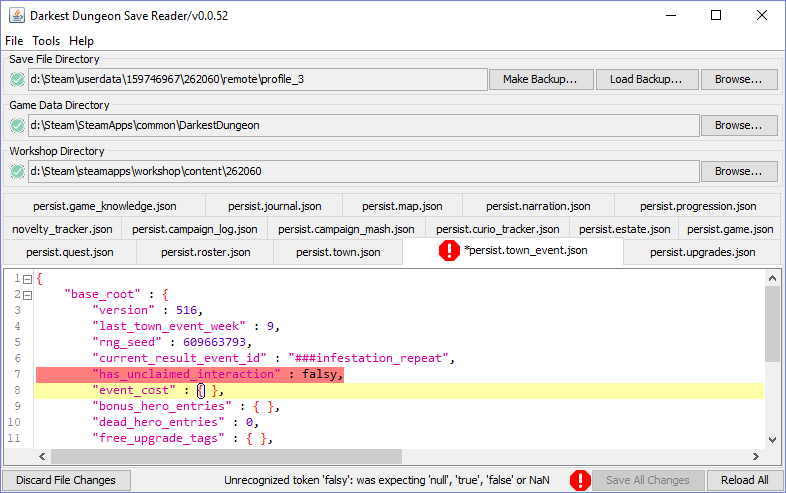 Darkest Dungeon Save Reader/v0.0.52
File Tools Help
Save File Directory
d:\Steam\userdata\159746967\262060\remote\profile_3 Make Backup... Load Backup... Browse...
Game Data Directory
d:\Steam\SteamApps\common\DarkestDungeon Browse...
Workshop Directory
d:\Steam\steamapps\workshop\content\262060 Browse...
persist.game_knowledge.json persist.journal.json persist.map.json persist.narration.json persist.progression.json
novelty_tracker.json persist.campaign_log.json persist.campaign_mash.json persist.curio_tracker.json persist.estate.json persist.game.json
persist.quest.json persist.roster.json persist.town.json *persist.town_event.json persist.upgrades.json
1 {
2 "base_root" : {
3 "version" : 516,
4 "last_town_event_week" : 9,
5 "rng_seed" : 609663793,
6 "current_result_event_id" : "###infestation_repeat",
7 "has_unclaimed_interaction" : falsy,
8 "event_cost" : { },
9 "bonus_hero_entries" : { },
10 "dead_hero_entries" : 0,
11 "free_upgrade_tags" : { },
Discard File Changes Unrecognized token 'falsy': was expecting 'null', 'true', 'false' or NaN Save All Changes Reload All